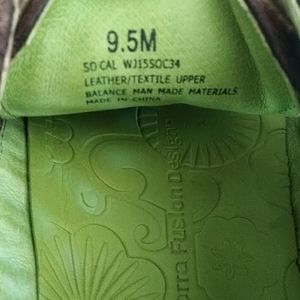 9.5M
SO CAL WJ15SOC34
LEATHER/TEXTILE UPPER
BALANCE MAN MADE MATERIALS
MADE IN CHINA
Fusion Design